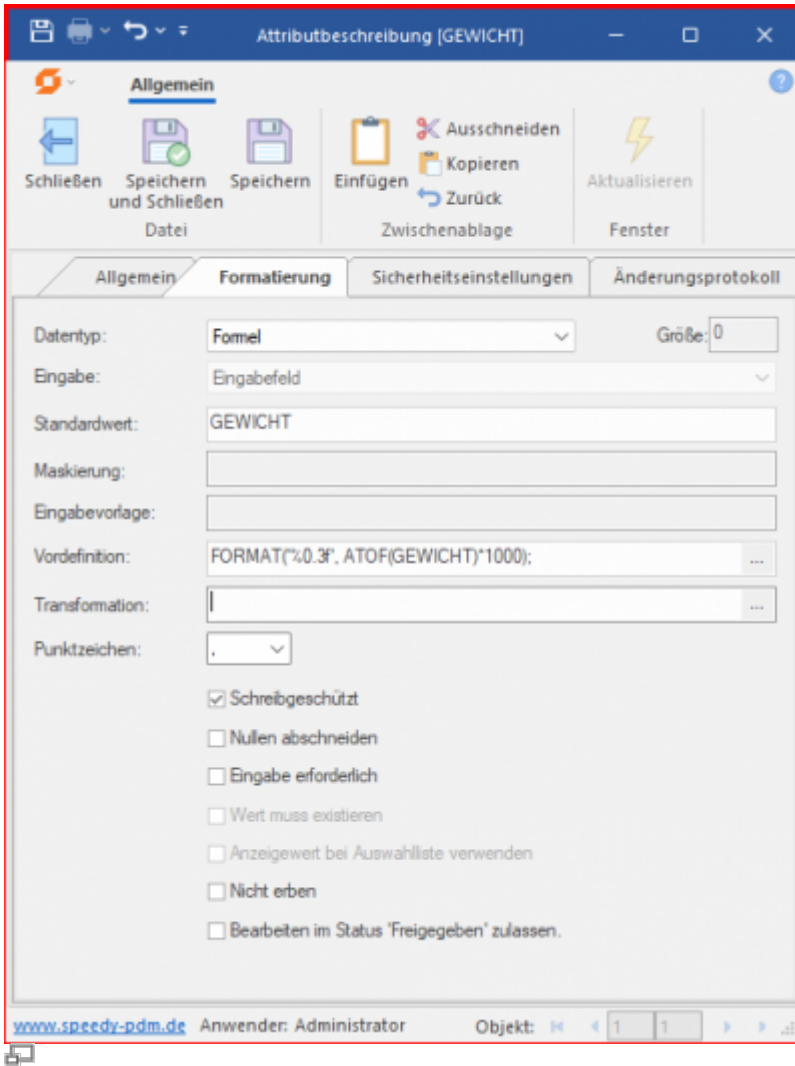 Attributbeschreibung [GEWICHT]
Allgemein
Schließen
Speichern und Schließen
Speichern
Einfügen
Ausschneiden
Kopieren
Zurück
Aktualisieren
Datei
Zwischenablage
Fenster
Allgemein
Formatierung
Sicherheitseinstellungen
Änderungsprotokoll
Datentyp: Formel Größe: 0
Eingabe: Eingabefeld
Standardwert: GEWICHT
Maskierung:
Eingabevorlage:
Vordefinition: FORMAT("%0.3f", ATOF(GEWICHT)*1000); ...
Transformation: ...
Punktzeichen: ,
Schreibgeschützt
Nullen abschneiden
Eingabe erforderlich
Wert muss existieren
Anzeigewert bei Auswahlliste verwenden
Nicht erben
Bearbeiten im Status 'Freigegeben' zulassen.
www.speedy-pdm.de Anwender: Administrator Objekt: 1 1